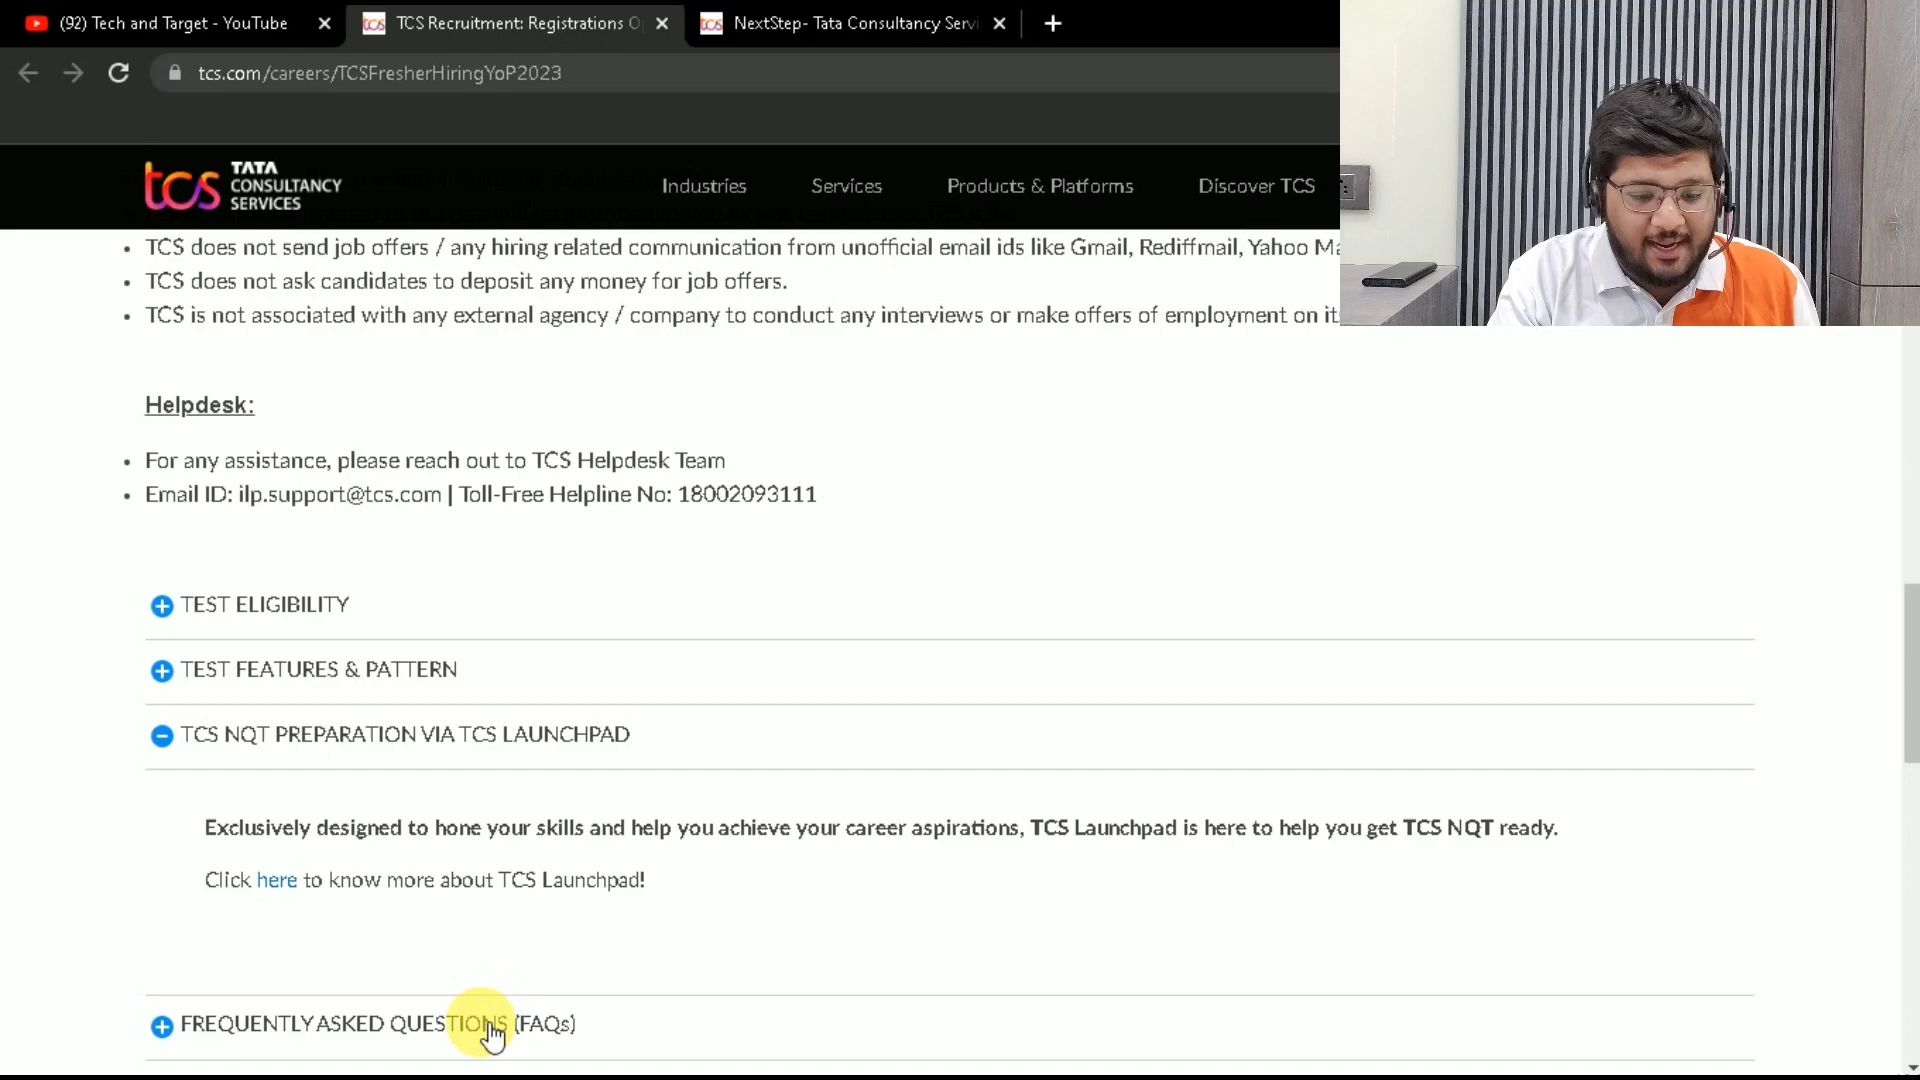 (92) Tech and Target - YouTube
TCS Recruitment: Registrations O
NextStep- Tata Consultancy Servi
tcs.com/careers/TCSFresherHiringYoP2023
tcs TATA
CONSULTANCY
SERVICES
Industries
Services
Products & Platforms
Discover TCS
• TCS does not send job offers / any hiring related communication from unofficial email ids like Gmail, Rediffmail, Yahoo Ma
• TCS does not ask candidates to deposit any money for job offers.
• TCS is not associated with any external agency / company to conduct any interviews or make offers of employment on it
Helpdesk:
• For any assistance, please reach out to TCS Helpdesk Team
• Email ID: ilp.support@tcs.com | Toll-Free Helpline No: 18002093111
TEST ELIGIBILITY
TEST FEATURES & PATTERN
TCS NQT PREPARATION VIA TCS LAUNCHPAD
Exclusively designed to hone your skills and help you achieve your career aspirations, TCS Launchpad is here to help you get TCS NQT ready.
Click here to know more about TCS Launchpad!
FREQUENTLY ASKED QUESTIONS (FAQs)